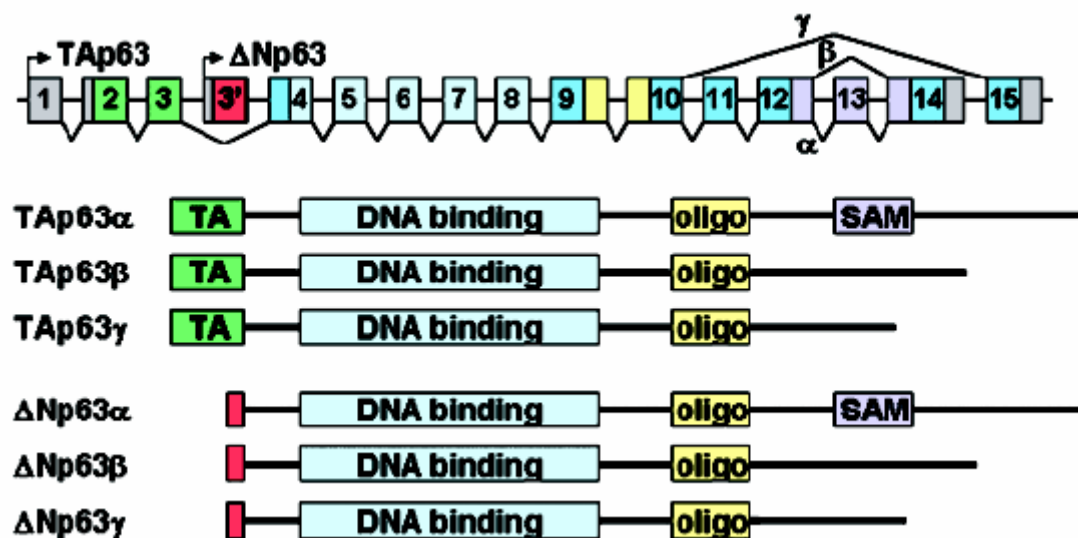 γ
TAp63 ΔNp63 β
1 2 3 3' 4 5 6 7 8 9 10 11 12 13 14 15
α
TAp63α TA DNA binding oligo SAM
TAp63β TA DNA binding oligo
TAp63γ TA DNA binding oligo
ΔNp63α DNA binding oligo SAM
ΔNp63β DNA binding oligo
ΔNp63γ DNA binding oligo